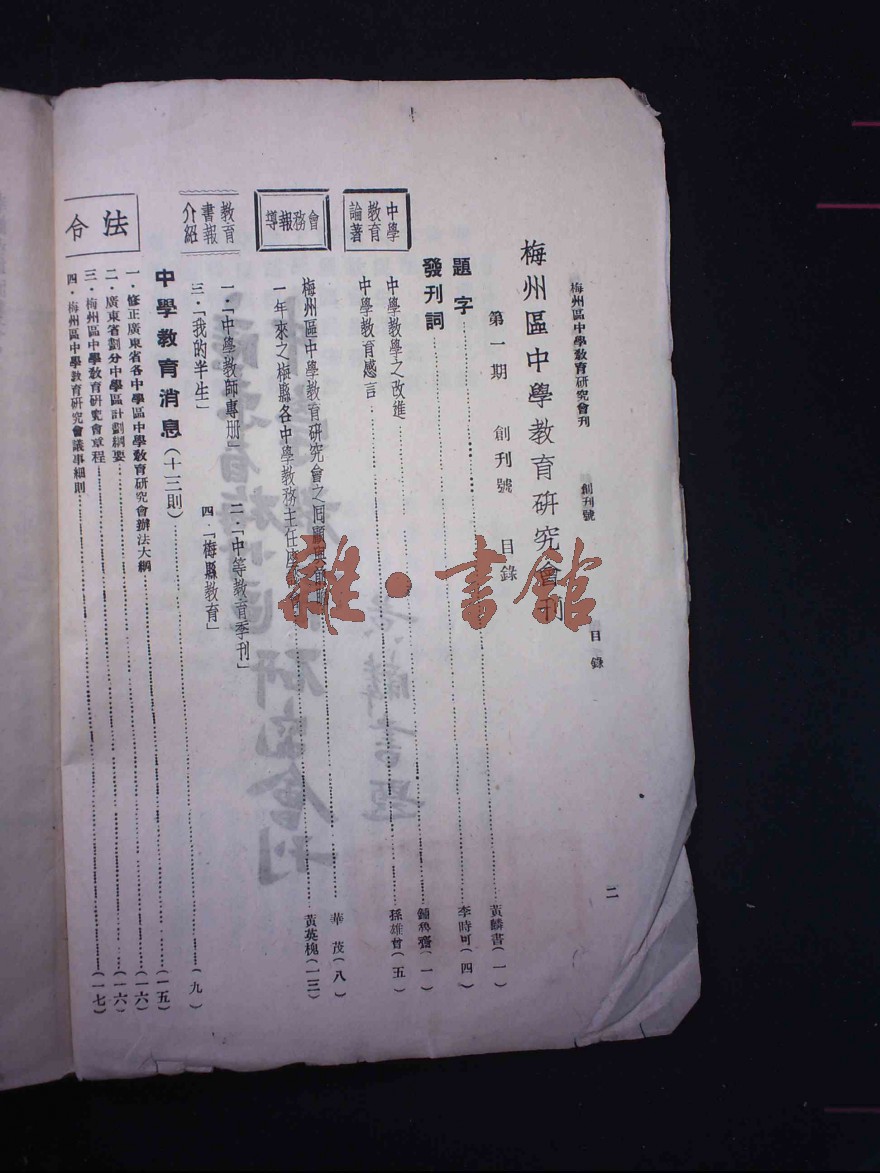 梅州區中學教育研究會刊 創刊號 目錄 二
梅州區中學教育研究會刊
第一期 創刊號 目錄
題字 黃麟書(一)
發刊詞 李時可(四)
中學教育論著
中學教學之改進 (一)
中學教育感言 孫雄曾(五)
會務報導
梅州區中學教育研究會之回顧與 華茂(八)
一年來之梅縣各中學教務主任座 黃英槐(一三)
教育書報介紹
一・「中學教師專册」 二・「中等教育季刊」
三・「我的半生」 四・「梅縣教育」 (九)
中學教育消息(十三則) (一五)
法令
一・修正廣東省各中學區中學教育研究會辦法大綱 (一六)
二・廣東省劃分中學區計劃綱要 (一六)
三・梅州區中學教育研究會章程 (一七)
四・梅州區中學教育研究會議事細則
雜・書館